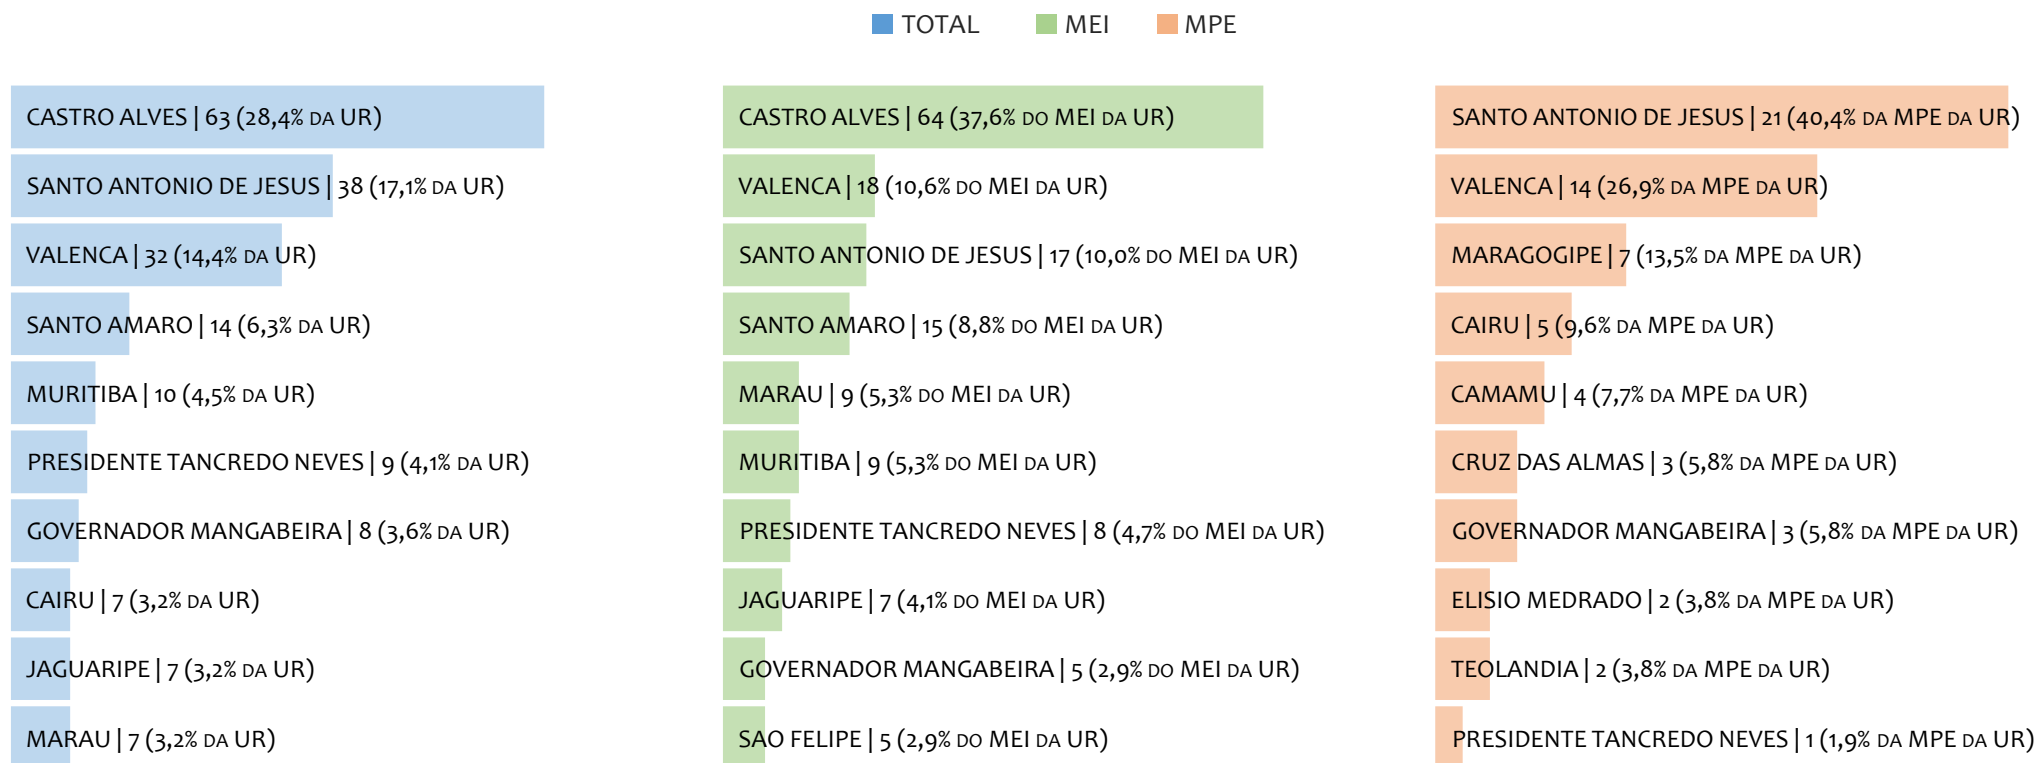 TOTAL MEI MPE
CASTRO ALVES | 63 (28,4% DA UR)
SANTO ANTONIO DE JESUS | 38 (17,1% DA UR)
VALENCA | 32 (14,4% DA UR)
SANTO AMARO | 14 (6,3% DA UR)
MURITIBA | 10 (4,5% DA UR)
PRESIDENTE TANCREDO NEVES | 9 (4,1% DA UR)
GOVERNADOR MANGABEIRA | 8 (3,6% DA UR)
CAIRU | 7 (3,2% DA UR)
JAGUARIPE | 7 (3,2% DA UR)
MARAU | 7 (3,2% DA UR)
CASTRO ALVES | 64 (37,6% DO MEI DA UR)
VALENCA | 18 (10,6% DO MEI DA UR)
SANTO ANTONIO DE JESUS | 17 (10,0% DO MEI DA UR)
SANTO AMARO | 15 (8,8% DO MEI DA UR)
MARAU | 9 (5,3% DO MEI DA UR)
MURITIBA | 9 (5,3% DO MEI DA UR)
PRESIDENTE TANCREDO NEVES | 8 (4,7% DO MEI DA UR)
JAGUARIPE | 7 (4,1% DO MEI DA UR)
GOVERNADOR MANGABEIRA | 5 (2,9% DO MEI DA UR)
SAO FELIPE | 5 (2,9% DO MEI DA UR)
SANTO ANTONIO DE JESUS | 21 (40,4% DA MPE DA UR)
VALENCA | 14 (26,9% DA MPE DA UR)
MARAGOGIPE | 7 (13,5% DA MPE DA UR)
CAIRU | 5 (9,6% DA MPE DA UR)
CAMAMU | 4 (7,7% DA MPE DA UR)
CRUZ DAS ALMAS | 3 (5,8% DA MPE DA UR)
GOVERNADOR MANGABEIRA | 3 (5,8% DA MPE DA UR)
ELISIO MEDRADO | 2 (3,8% DA MPE DA UR)
TEOLANDIA | 2 (3,8% DA MPE DA UR)
PRESIDENTE TANCREDO NEVES | 1 (1,9% DA MPE DA UR)